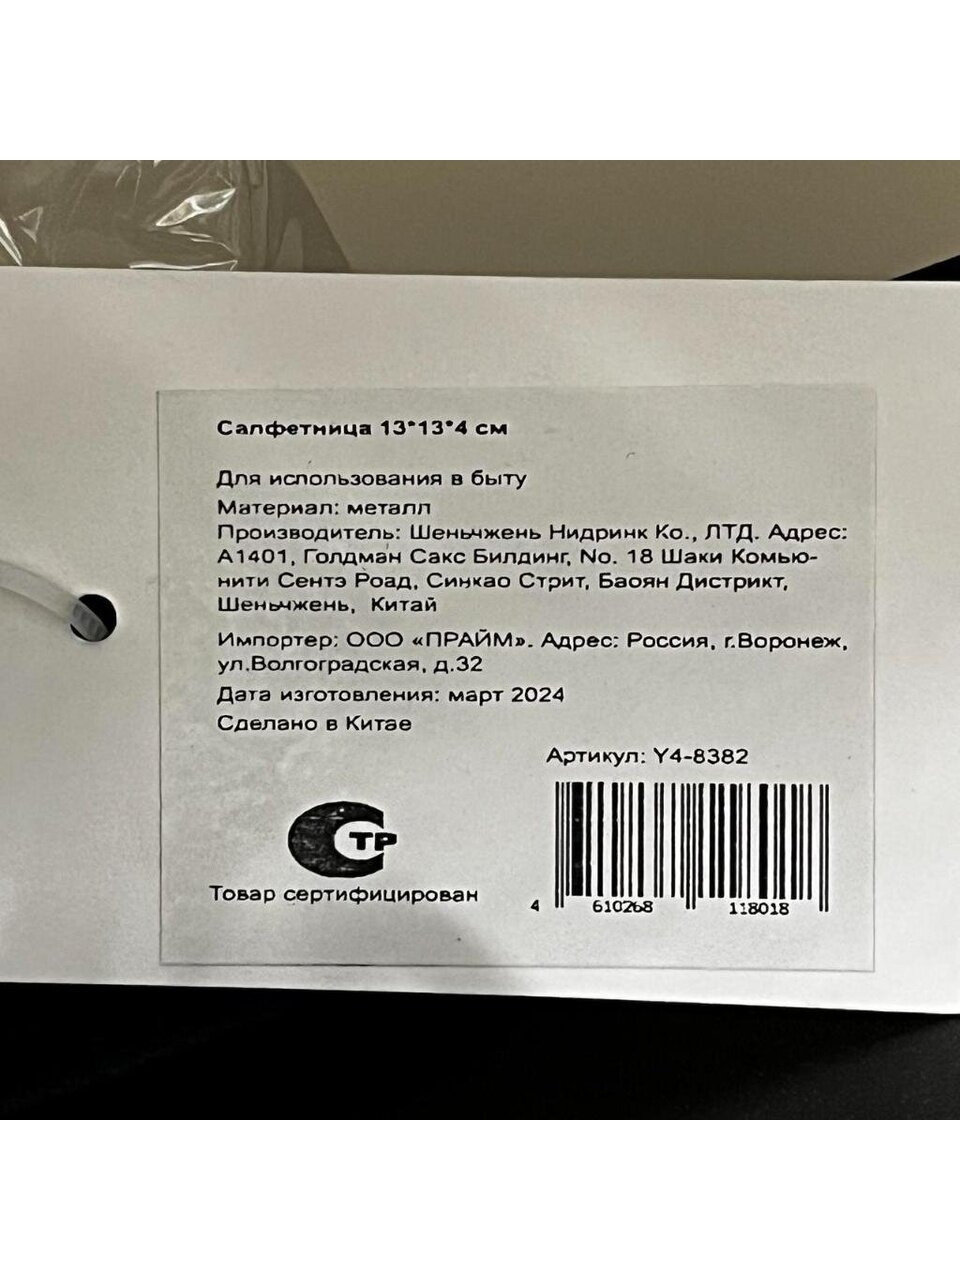 Салфетница 13*13*4 см
Для использования в быту
Материал: металл
Производитель: Шеньчжень Нидринк Ко., ЛТД. Адрес:
А1401, Голдман Сакс Билдинг, No. 18 Шаки Комью-
нити Сентэ Роад, Синкао Стрит, Баоян Дистрикт,
Шеньчжень, Китай
Импортер: ООО «ПРАЙМ». Адрес: Россия, г.Воронеж,
ул.Волгоградская, д.32
Дата изготовления: март 2024
Сделано в Китае
Артикул: Y4-8382
СТР
Товар сертифицирован
4 610268 118018